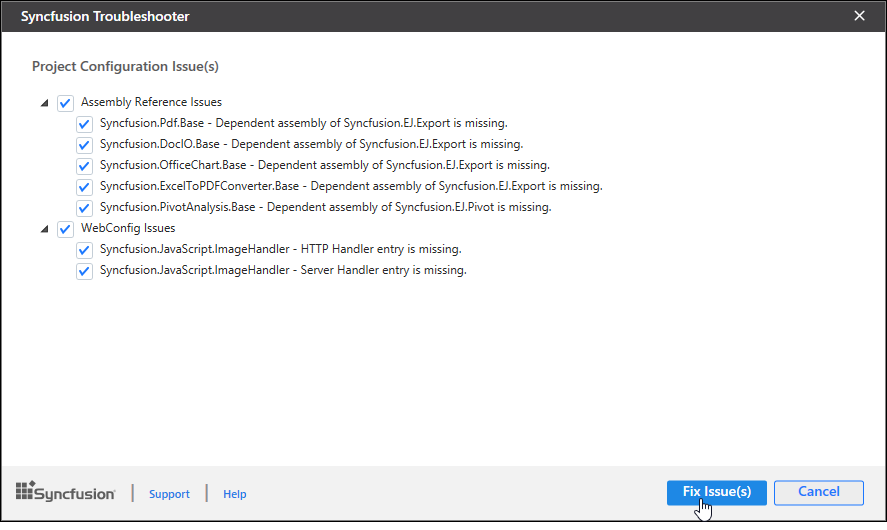 Syncfusion Troubleshooter
Project Configuration Issue(s)
Assembly Reference Issues
Syncfusion.Pdf.Base - Dependent assembly of Syncfusion.EJ.Export is missing.
Syncfusion.DocIO.Base - Dependent assembly of Syncfusion.EJ.Export is missing.
Syncfusion.OfficeChart.Base - Dependent assembly of Syncfusion.EJ.Export is missing.
Syncfusion.ExcelToPDFConverter.Base - Dependent assembly of Syncfusion.EJ.Export is missing.
Syncfusion.PivotAnalysis.Base - Dependent assembly of Syncfusion.EJ.Pivot is missing.
WebConfig Issues
Syncfusion.JavaScript.ImageHandler - HTTP Handler entry is missing.
Syncfusion.JavaScript.ImageHandler - Server Handler entry is missing.
Syncfusion | Support | Help Fix Issue(s) Cancel